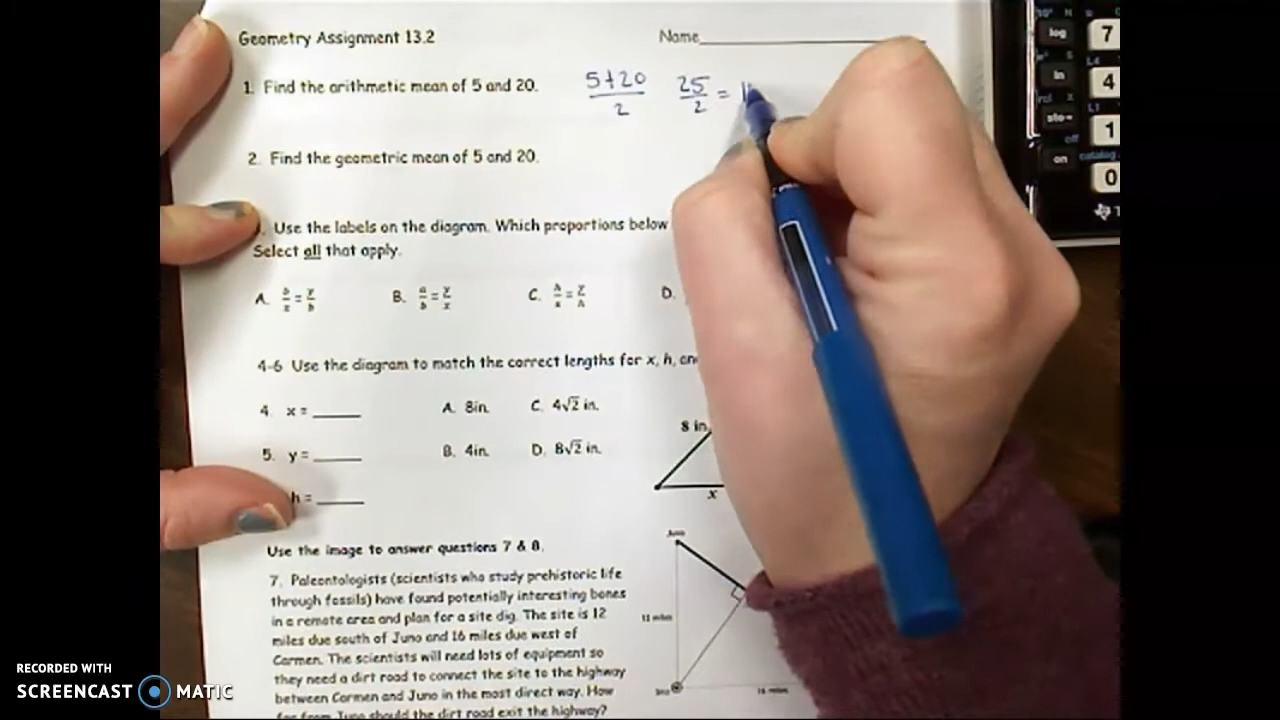 Geometry Assignment 13.2 Name
1. Find the arithmetic mean of 5 and 20. 5+20/2 25/2 = 1
2. Find the geometric mean of 5 and 20.
. Use the labels on the diagram. Which proportions below
Select all that apply.
A. B. C. D.
4-6 Use the diagram to match the correct lengths for x, h, an
4. x = ____ A. 8in. C. 4√2 in.
8 in.
5. y = ____ B. 4in. D. 8√2 in.
x
h = ____
Use the image to answer questions 7 & 8.
Juno
7. Paleontologists (scientists who study prehistoric life
through fossils) have found potentially interesting bones
in a remote area and plan for a site dig. The site is 12
12 miles
miles due south of Juno and 16 miles due west of
Carmen. The scientists will need lots of equipment so
they need a dirt road to connect the site to the highway
between Carmen and Juno in the most direct way. How
16 miles
far from Juno should the dirt road exit the highway?
log 7
ln 4
sto→ 1
off catalog
on 0
RECORDED WITH
SCREENCAST MATIC